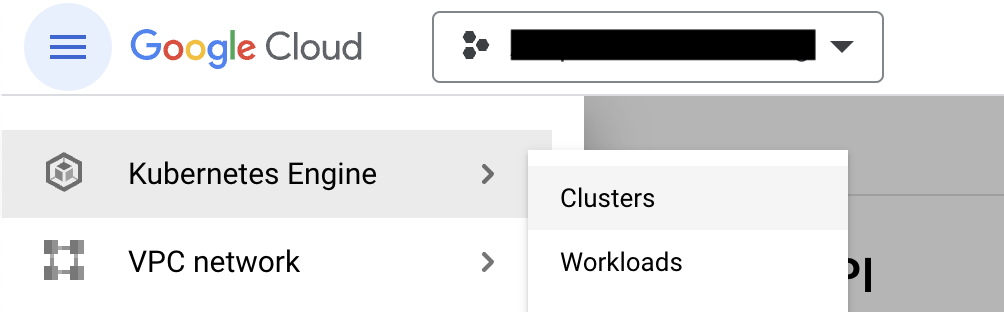 Google Cloud
Kubernetes Engine
Clusters
VPC network
Workloads